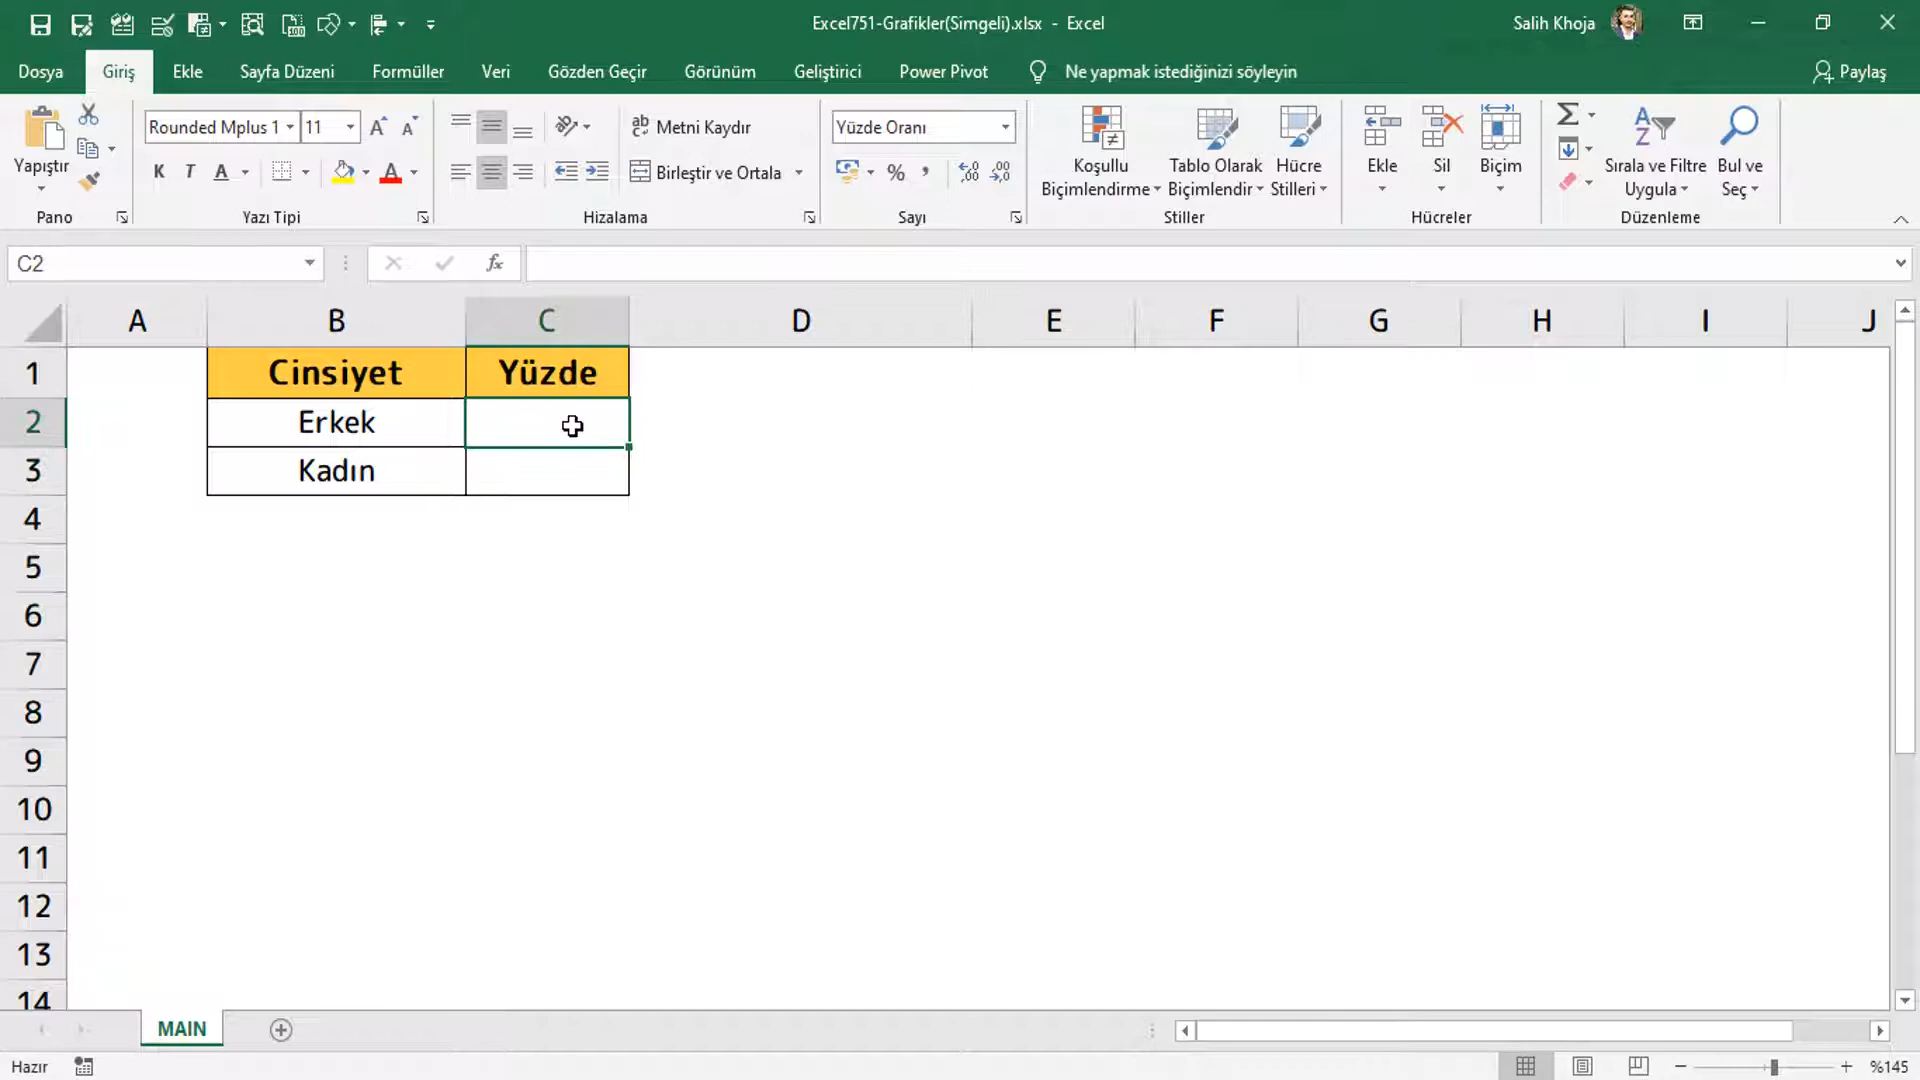 Excel751-Grafikler(Simgeli).xlsx - Excel
Salih Khoja
Dosya Giriş Ekle Sayfa Düzeni Formüller Veri Gözden Geçir Görünüm Geliştirici Power Pivot Ne yapmak istediğinizi söyleyin Paylaş
Yapıştır
Pano
Rounded Mplus 1 11
K T A
Yazı Tipi
Metni Kaydır
Birleştir ve Ortala
Hizalama
Yüzde Oranı
%
Sayı
Koşullu Biçimlendirme
Tablo Olarak Biçimlendir
Hücre Stilleri
Stiller
Ekle
Sil
Biçim
Hücreler
Sırala ve Filtre Uygula
Bul ve Seç
Düzenleme
C2
fx
A B C D E F G H I J
1 Cinsiyet Yüzde
2 Erkek
3 Kadın
4
5
6
7
8
9
10
11
12
13
14
MAIN
Hazır
%145